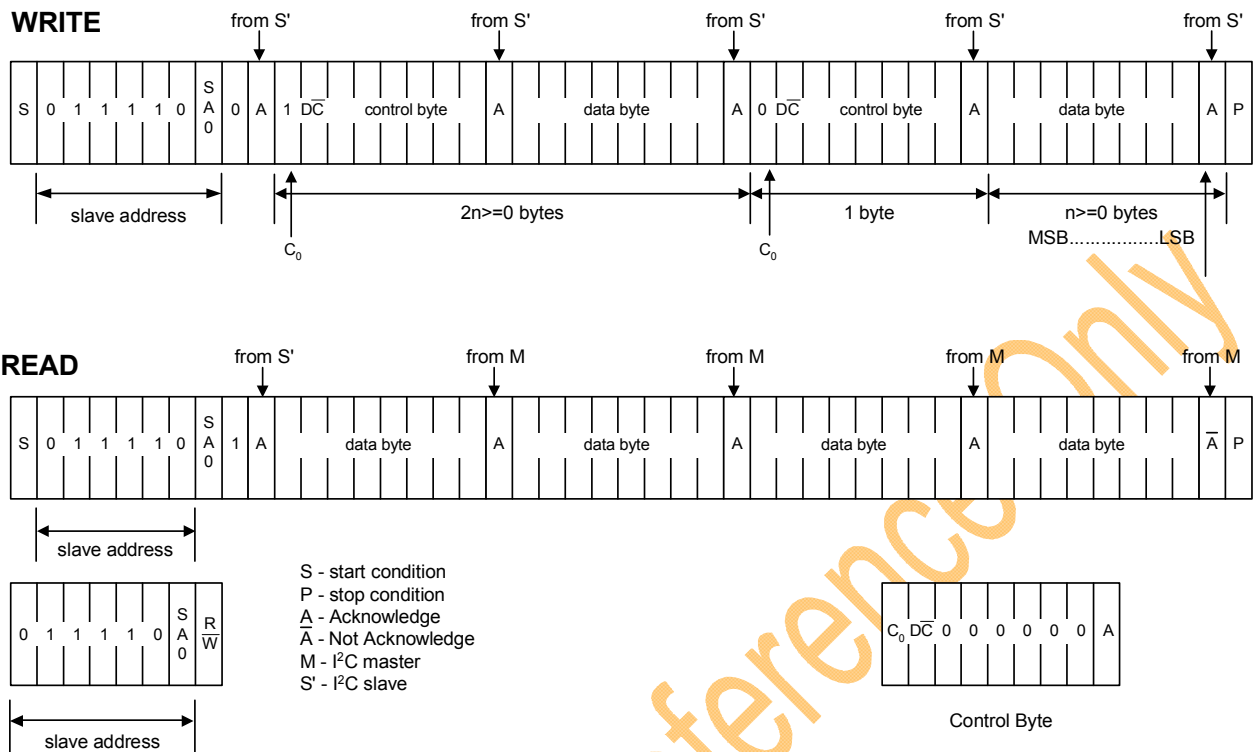 WRITE
from S' from S' from S' from S' from S'
S 0 1 1 1 1 0 SA0 0 A 1 DC̅ control byte A data byte A 0 DC̅ control byte A data byte A P
slave address 2n>=0 bytes 1 byte n>=0 bytes
MSB.................LSB
C₀ C₀
READ
from S' from M from M from M from M
S 0 1 1 1 1 0 SA0 1 A data byte A data byte A data byte A data byte A̅ P
slave address
0 1 1 1 1 0 SA0 R/W̅
slave address
S - start condition
P - stop condition
A - Acknowledge
A̅ - Not Acknowledge
M - I²C master
S' - I²C slave
C₀ DC̅ 0 0 0 0 0 0 A
Control Byte
ference Only